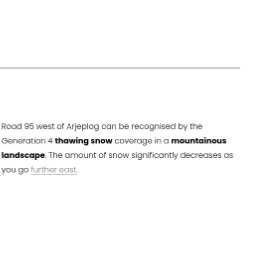 Road 95 west of Arjeplog can be recognised by the
Generation 4 thawing snow coverage in a mountainous
landscape. The amount of snow significantly decreases as
you go further east.